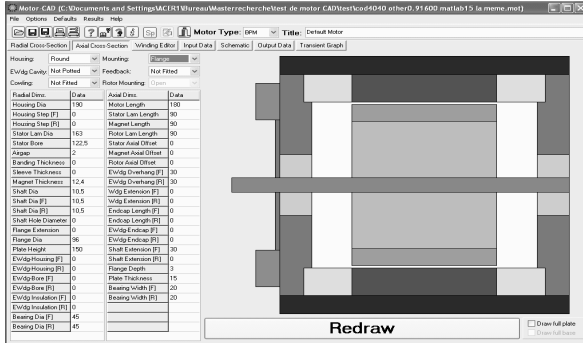 Motor-CAD (C:\Documents and Settings\ACIRTV\Bureau\Masterrecherche\test de motor CAD\test\cod4040 other0.91600 matlab15 la meme.mot)
File Options Defaults Results Help
Motor Type: BPM Title: Default Motor
Radial Cross-Section Axial Cross-Section Winding Editor Input Data Schematic Output Data Transient Graph
Housing: Round Mounting: Flange
EWdg Cavity: Not Potted Feedback: Not Fitted
Cowling: Not Fitted Rotor Mounting: Open
Radial Dims. Data Axial Dims. Data
Housing Dia 190 Motor Length 180
Housing Step [F] 0 Stator Lam Length 90
Housing Step [R] 0 Magnet Length 90
Stator Lam Dia 163 Rotor Lam Length 90
Stator Bore 122,5 Stator Axial Offset 0
Airgap 2 Magnet Axial Offset 0
Banding Thickness 0 Rotor Axial Offset 0
Sleeve Thickness 0 EWdg Overhang [F] 30
Magnet Thickness 12,4 EWdg Overhang [R] 30
Shaft Dia 10,5 Wdg Extension [F] 0
Shaft Dia [F] 10,5 Wdg Extension [R] 0
Shaft Dia [R] 10,5 Endcap Length [F] 0
Shaft Hole Diameter 0 Endcap Length [R] 0
Flange Extension 0 EWdg-Endcap [F] 0
Flange Dia 96 EWdg-Endcap [R] 0
Plate Height 150 Shaft Extension [F] 30
EWdg-Housing [F] 0 Shaft Extension [R] 0
EWdg-Housing [R] 0 Flange Depth 3
EWdg-Bore [F] 0 Plate Thickness 15
EWdg-Bore [R] 0 Bearing Width [F] 20
EWdg Insulation [F] 0 Bearing Width [R] 20
EWdg Insulation [R] 0
Bearing Dia [F] 45
Bearing Dia [R] 45
Redraw
Draw full plate
Draw full base